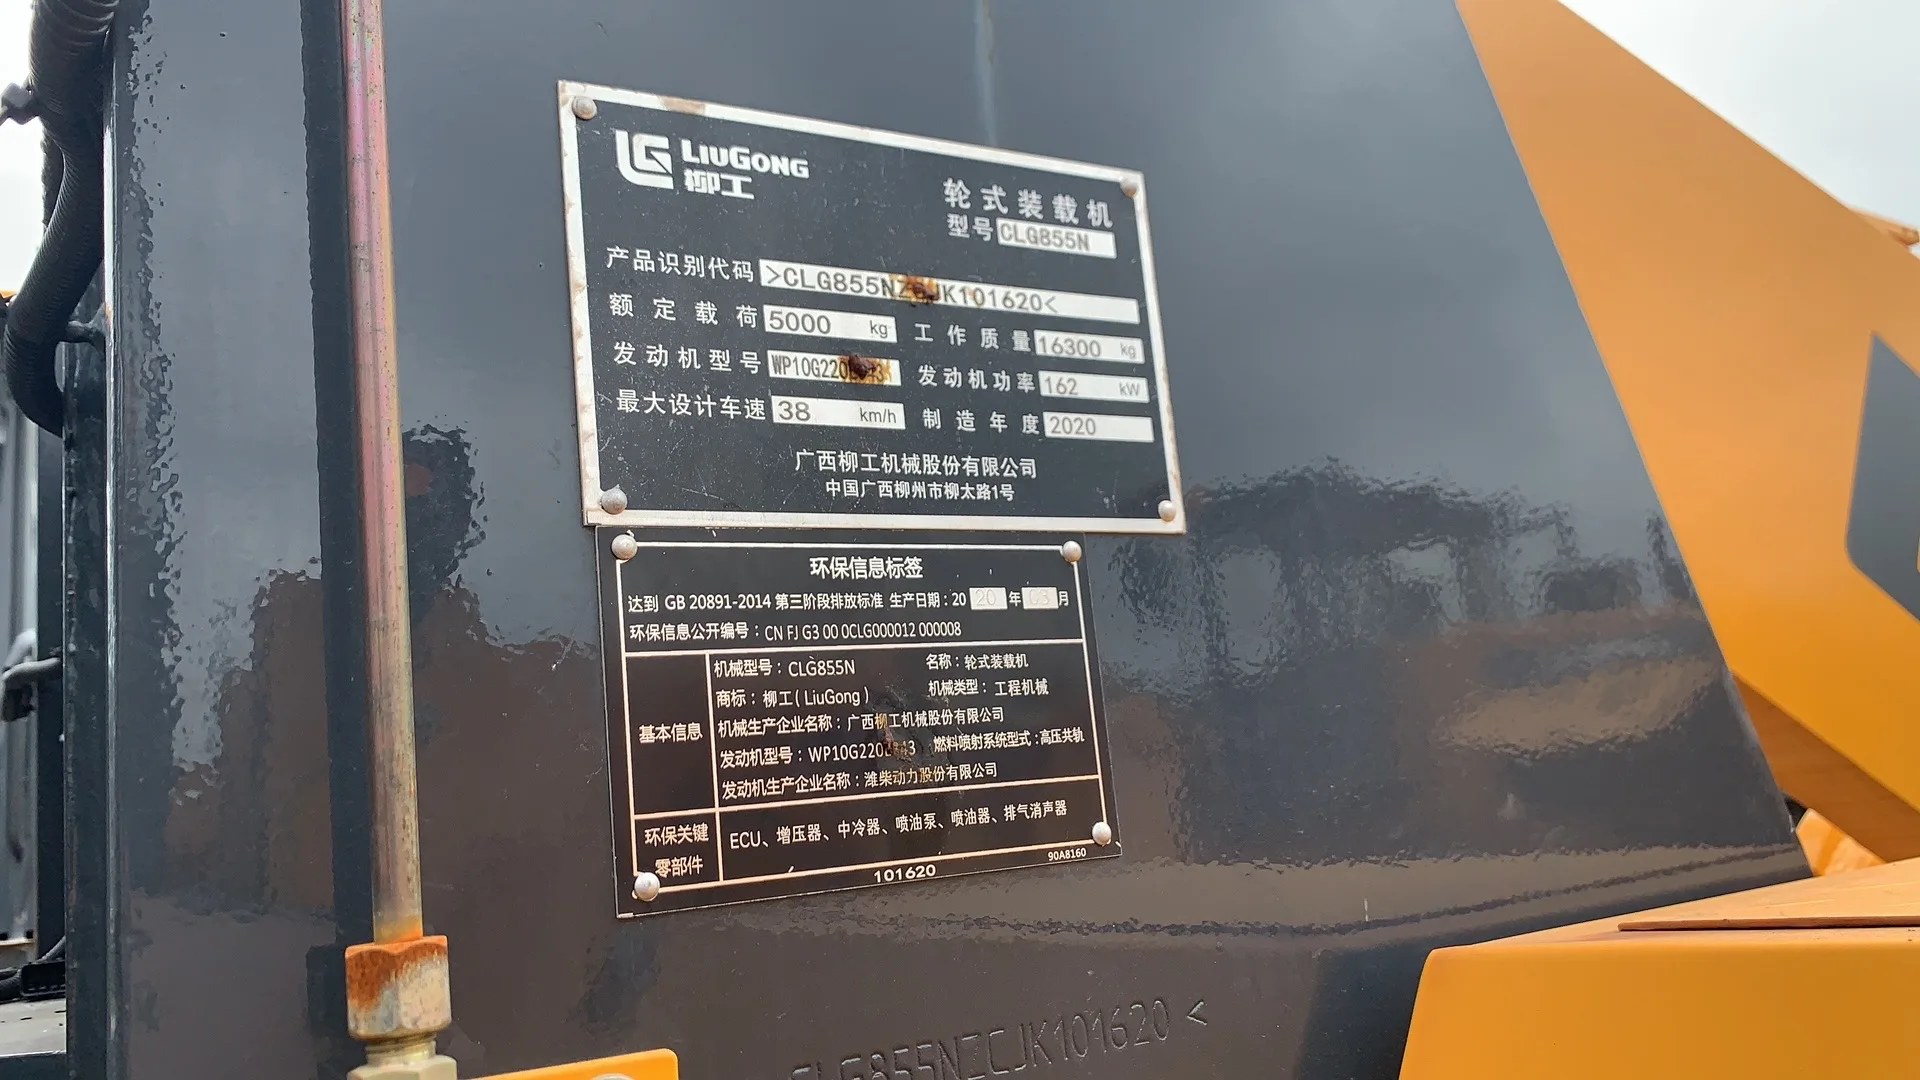 LG LIUGONG
柳工
轮式装载机
型号 CLG855N
产品识别代码 >CLG855NZCJK101620<
额定载荷 5000 kg 工作质量 16300 kg
发动机型号 WP10G220 发动机功率 162 kW
最大设计车速 38 km/h 制造年度 2020
广西柳工机械股份有限公司
中国广西柳州市柳太路1号
环保信息标签
达到 GB 20891-2014 第三阶段排放标准 生产日期：20 20 年 03 月
环保信息公开编号：CN FJ G3 00 0CLG000012 000008
基本信息
机械型号：CLG855N 名称：轮式装载机
商标：柳工(LiuGong) 机械类型：工程机械
机械生产企业名称：广西柳工机械股份有限公司
发动机型号：WP10G220 燃料喷射系统型式：高压共轨
发动机生产企业名称：潍柴动力股份有限公司
环保关键
零部件
ECU、增压器、中冷器、喷油泵、喷油器、排气消声器
101620
90A8160
CLG855NZCJK101620<